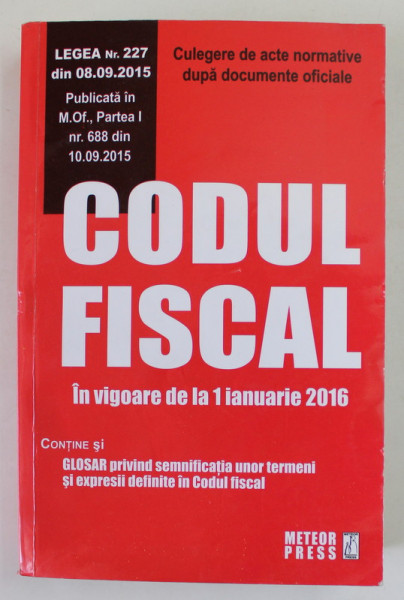 LEGEA NR. 227
din 08.09.2015
Publicată în
M.Of., Partea I
nr. 688 din
10.09.2015
Culegere de acte normative
după documente oficiale
CODUL
FISCAL
În vigoare de la 1 ianuarie 2016
CONȚINE ȘI
GLOSAR privind semnificația unor termeni
și expresii definite în Codul fiscal
METEOR
PRESS